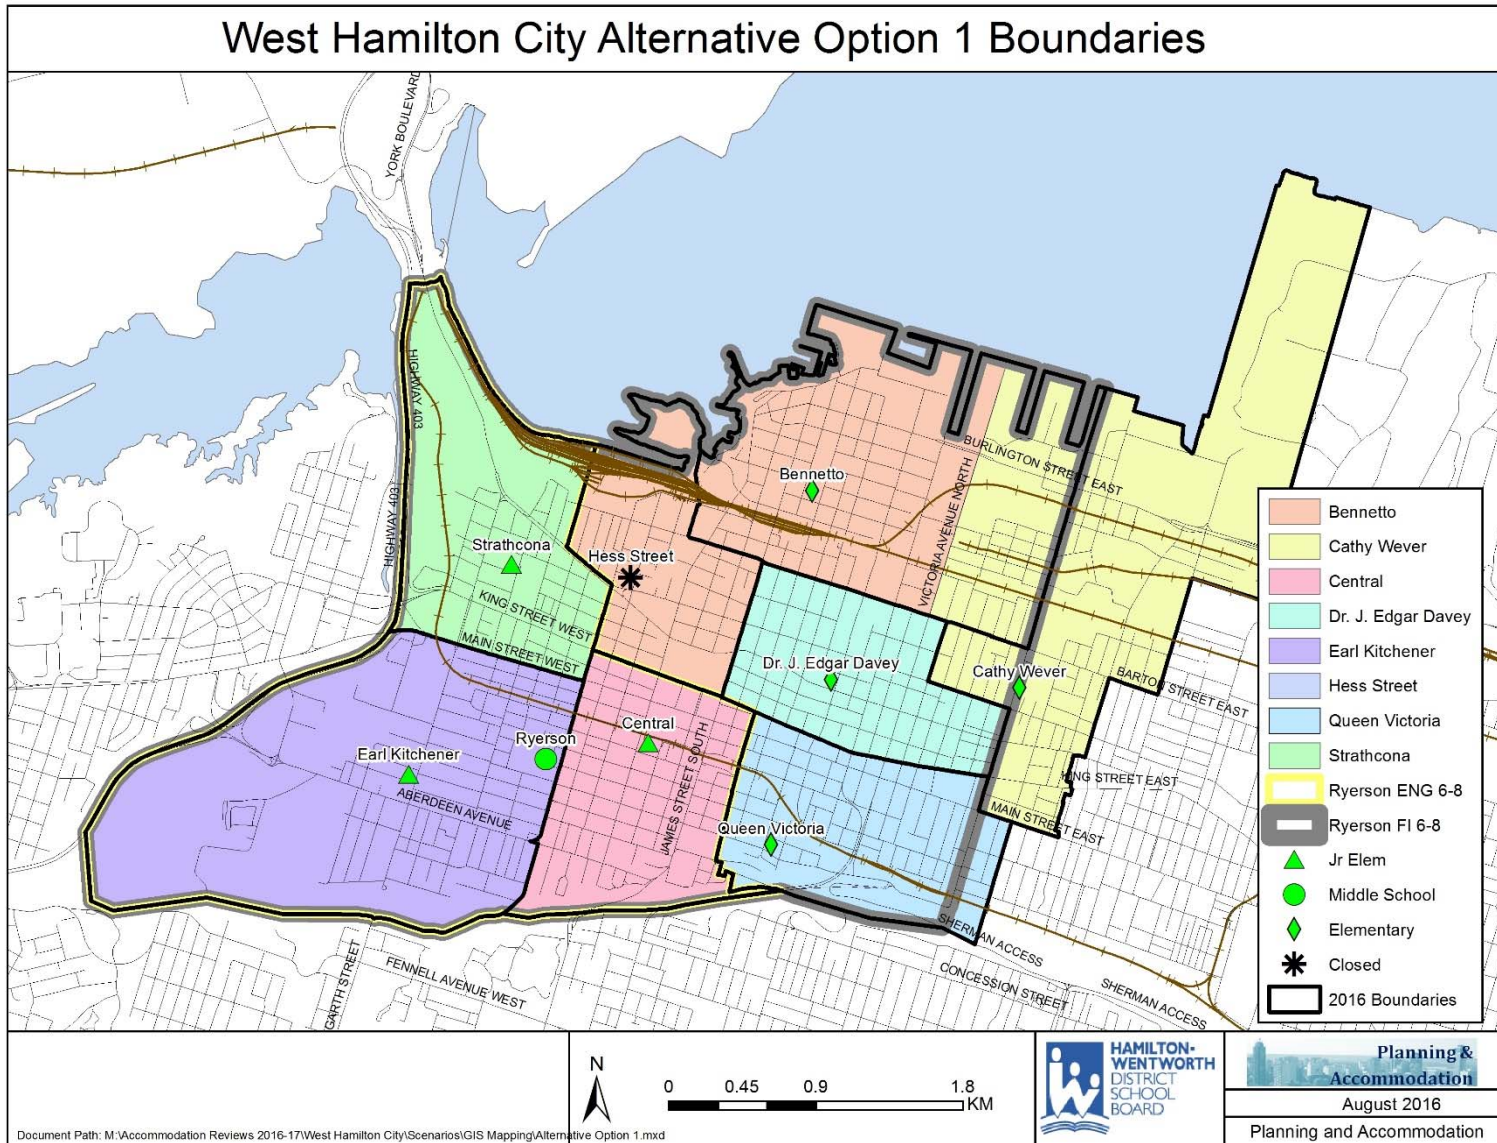 West Hamilton City Alternative Option 1 Boundaries
YORK BOULEVARD
HIGHWAY 403
HIGHWAY 403
BURLINGTON STREET EAST
VICTORIA AVENUE NORTH
Bennetto
Strathcona
Hess Street
KING STREET WEST
MAIN STREET WEST
Dr. J. Edgar Davey
Cathy Wever
BARTON STREET EAST
Central
Ryerson
Earl Kitchener
ABERDEEN AVENUE
JAMES STREET SOUTH
KING STREET EAST
MAIN STREET EAST
Queen Victoria
SHERMAN ACCESS
CONCESSION STREET
SHERMAN ACCESS
FENNELL AVENUE WEST
GARTH STREET
Bennetto
Cathy Wever
Central
Dr. J. Edgar Davey
Earl Kitchener
Hess Street
Queen Victoria
Strathcona
Ryerson ENG 6-8
Ryerson FI 6-8
Jr Elem
Middle School
Elementary
Closed
2016 Boundaries
N
0 0.45 0.9 1.8
KM
HAMILTON-
WENTWORTH
DISTRICT
SCHOOL
BOARD
Planning &
Accommodation
August 2016
Planning and Accommodation
Document Path: M:\Accommodation Reviews 2016-17\West Hamilton City\Scenarios\GIS Mapping\Alternative Option 1.mxd